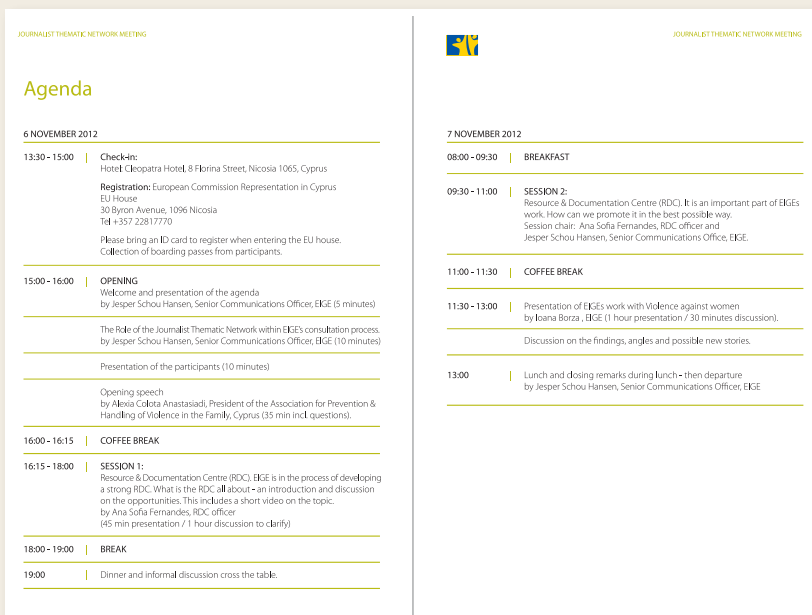 JOURNALIST THEMATIC NETWORK MEETING
Agenda
6 NOVEMBER 2012
13:30 - 15:00 | Check-in:
Hotel: Cleopatra Hotel, 8 Florina Street, Nicosia 1065, Cyprus
Registration: European Commission Representation in Cyprus
EU House
30 Byron Avenue, 1096 Nicosia
Tel +357 22817770
Please bring an ID card to register when entering the EU house.
Collection of boarding passes from participants.
15:00 - 16:00 | OPENING
Welcome and presentation of the agenda
by Jesper Schou Hansen, Senior Communications Officer, EIGE (5 minutes)
The Role of the Journalist Thematic Network within EIGE's consultation process.
by Jesper Schou Hansen, Senior Communications Officer, EIGE (10 minutes)
Presentation of the participants (10 minutes)
Opening speech
by Alexia Colota Anastasiadi, President of the Association for Prevention &
Handling of Violence in the Family, Cyprus (35 min incl. questions).
16:00 - 16:15 | COFFEE BREAK
16:15 - 18:00 | SESSION 1:
Resource & Documentation Centre (RDC). EIGE is in the process of developing
a strong RDC. What is the RDC all about - an introduction and discussion
on the opportunities. This includes a short video on the topic.
by Ana Sofia Fernandes, RDC officer
(45 min presentation / 1 hour discussion to clarify)
18:00 - 19:00 | BREAK
19:00 | Dinner and informal discussion cross the table.
JOURNALIST THEMATIC NETWORK MEETING
7 NOVEMBER 2012
08:00 - 09:30 | BREAKFAST
09:30 - 11:00 | SESSION 2:
Resource & Documentation Centre (RDC). It is an important part of EIGEs
work. How can we promote it in the best possible way.
Session chair: Ana Sofia Fernandes, RDC officer and
Jesper Schou Hansen, Senior Communications Office, EIGE.
11:00 - 11:30 | COFFEE BREAK
11:30 - 13:00 | Presentation of EIGEs work with Violence against women
by Ioana Borza , EIGE (1 hour presentation / 30 minutes discussion).
Discussion on the findings, angles and possible new stories.
13:00 | Lunch and closing remarks during lunch - then departure
by Jesper Schou Hansen, Senior Communications Officer, EIGE